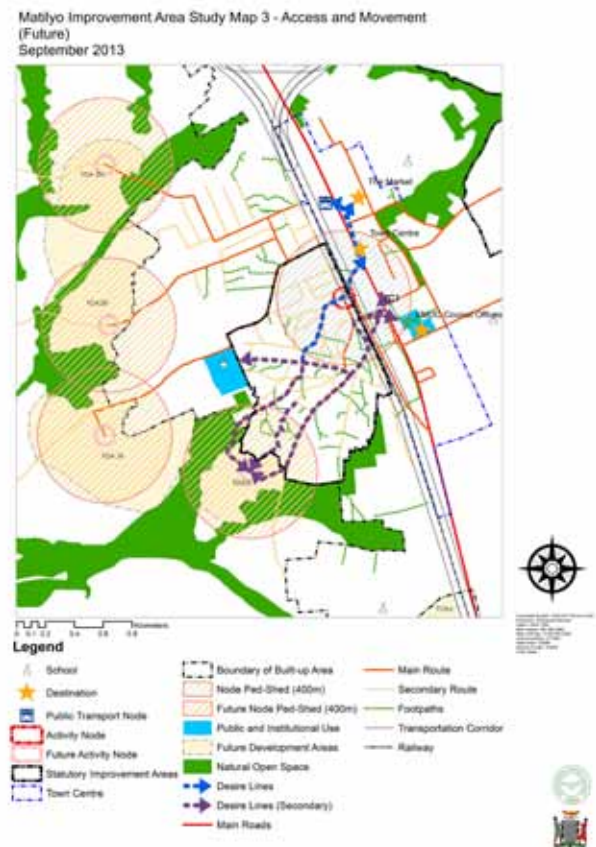 Matilyo Improvement Area Study Map 3 - Access and Movement
(Future)
September 2013
The Market
Town Centre
Council Offices
Kilometers
0 0.1 0.2 0.4 0.6 0.8
Legend
School
Destination
Public Transport Node
Activity Node
Future Activity Node
Statutory Improvement Areas
Town Centre
Boundary of Built-up Area
Node Ped-Shed (400m)
Future Node Ped-Shed (400m)
Public and Institutional Use
Future Development Areas
Natural Open Space
Desire Lines
Desire Lines (Secondary)
Main Roads
Main Route
Secondary Route
Footpaths
Transportation Corridor
Railway